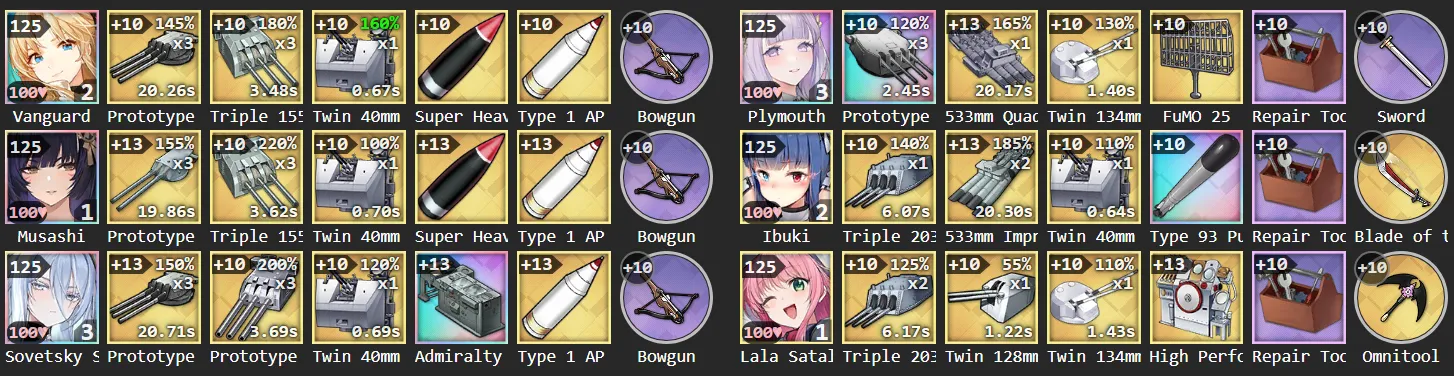 125 +10 145% +10 180% +10 160% +10 +10 +10
x3 x3 x1
100♥ 2 20.26s 3.48s 0.67s
Vanguard Prototype Triple 155 Twin 40mm Super Heav Type 1 AP Bowgun
125 +10 120% +13 165% +10 130% +10 +10 +10
x3 x1 x1
100♥ 3 2.45s 20.17s 1.40s
Plymouth Prototype 533mm Quad Twin 134mm FuMO 25 Repair Too Sword
125 +13 155% +10 220% +13 100% +13 +13 +10
x3 x3 x1
100♥ 1 19.86s 3.62s 0.70s
Musashi Prototype Triple 155 Twin 40mm Super Heav Type 1 AP Bowgun
125 +10 140% +13 185% +10 110% +10 +10 +10
x1 x2 x1
100♥ 2 6.07s 20.30s 0.64s
Ibuki Triple 203 533mm Impr Twin 40mm Type 93 Pu Repair Too Blade of t
125 +13 150% +10 200% +10 120% +13 +13 +10
x3 x3 x1
100♥ 3 20.71s 3.69s 0.69s
Sovetsky S Prototype Prototype Twin 40mm Admiralty Type 1 AP Bowgun
125 +10 125% +10 55% +10 110% +13 +10 +10
x2 x1 x1
100♥ 1 6.17s 1.22s 1.43s
Lala Satal Triple 203 Twin 128mm Twin 134mm High Perfo Repair Too Omnitool